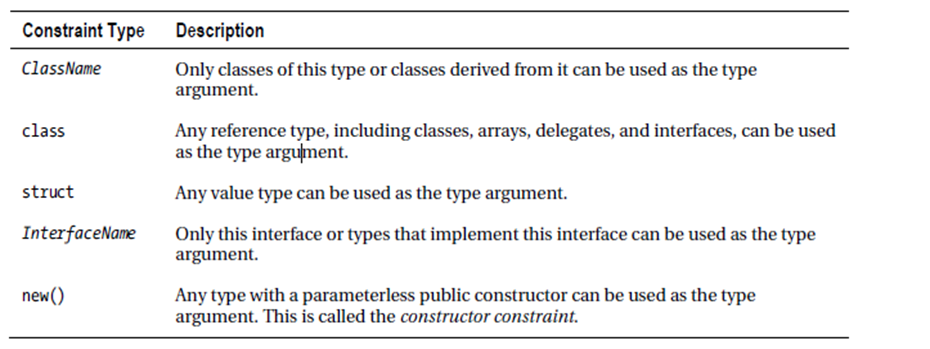 Constraint Type Description
ClassName Only classes of this type or classes derived from it can be used as the type
argument.
class Any reference type, including classes, arrays, delegates, and interfaces, can be used
as the type argument.
struct Any value type can be used as the type argument.
InterfaceName Only this interface or types that implement this interface can be used as the type
argument.
new() Any type with a parameterless public constructor can be used as the type
argument. This is called the constructor constraint.